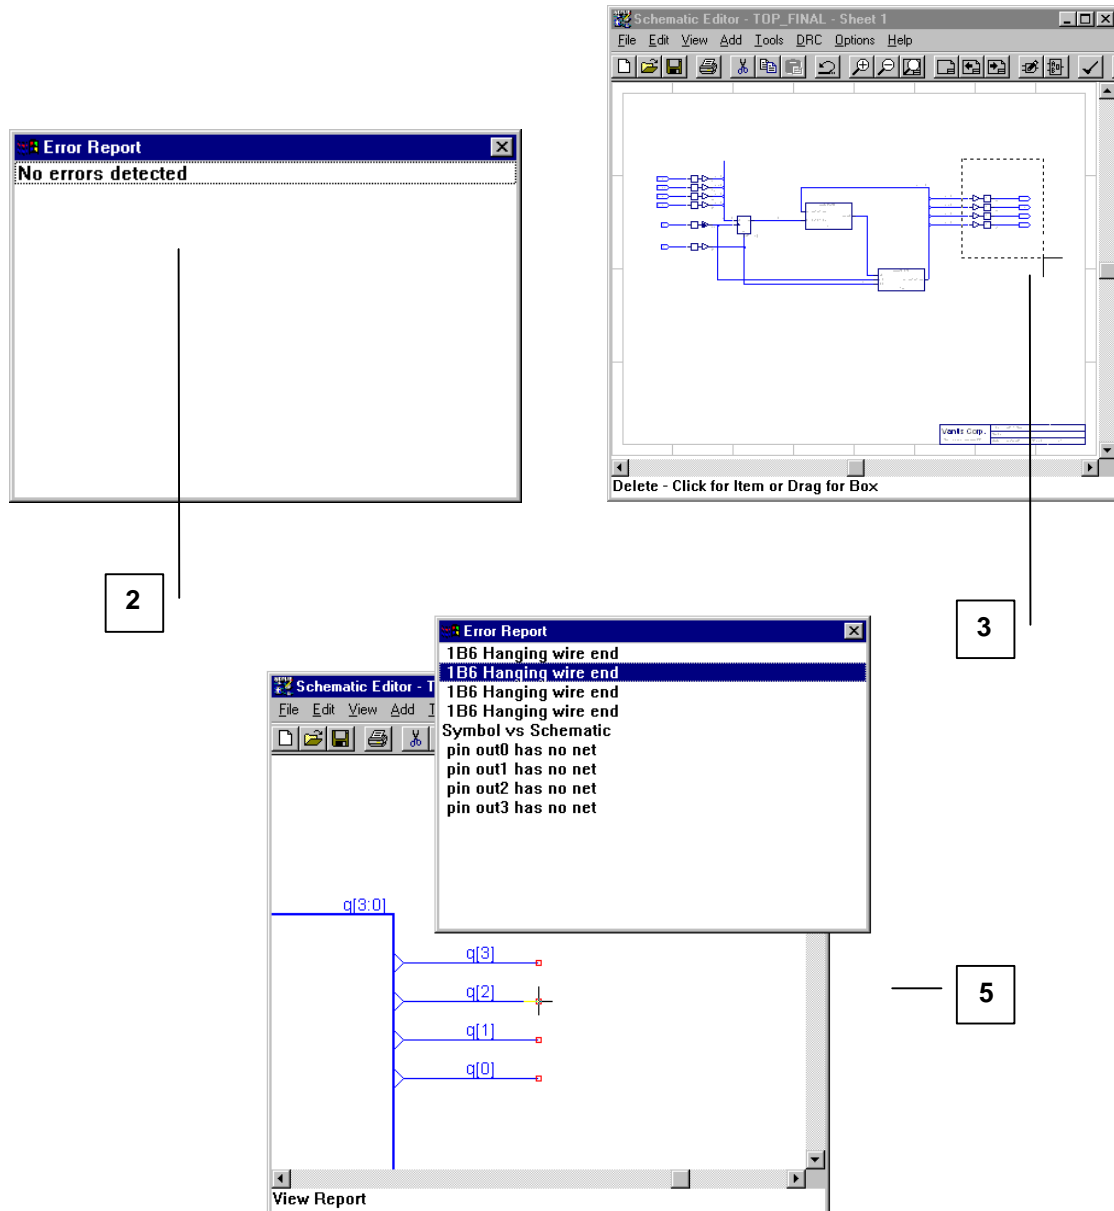 Schematic Editor - TOP_FINAL - Sheet 1
File Edit View Add Tools DRC Options Help
Vantis Corp.
Delete - Click for Item or Drag for Box
Error Report
No errors detected
2
3
Error Report
1B6 Hanging wire end
1B6 Hanging wire end
1B6 Hanging wire end
1B6 Hanging wire end
Symbol vs Schematic
pin out0 has no net
pin out1 has no net
pin out2 has no net
pin out3 has no net
Schematic Editor - T
File Edit View Add
q[3:0]
q[3]
q[2]
q[1]
q[0]
View Report
5